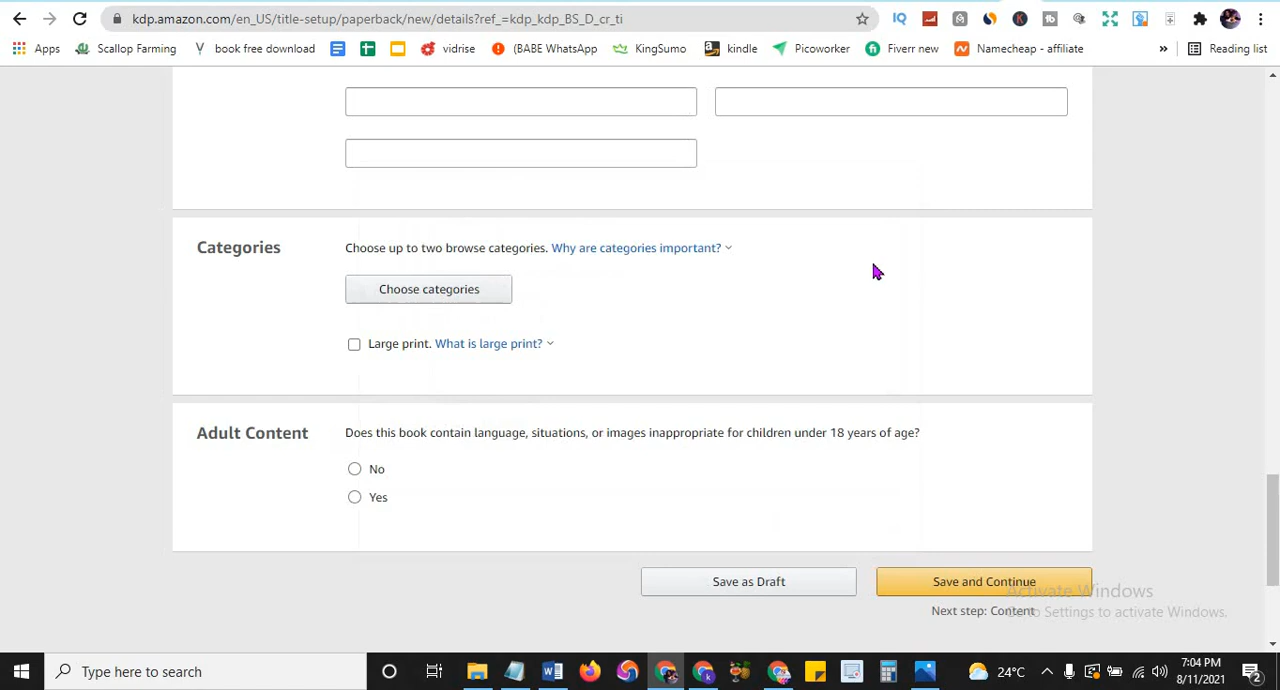 kdp.amazon.com/en_US/title-setup/paperback/new/details?ref_=kdp_kdp_BS_D_cr_ti
Apps Scallop Farming book free download vidrise (BABE WhatsApp KingSumo kindle Picoworker Fiverr new Namecheap - affiliate » Reading list
Categories Choose up to two browse categories. Why are categories important?
Choose categories
Large print. What is large print?
Adult Content Does this book contain language, situations, or images inappropriate for children under 18 years of age?
No
Yes
Save as Draft Save and Continue
Activate Windows
Next step: Content
Go to Settings to activate Windows.
Type here to search 24°C 7:04 PM
8/11/2021 2